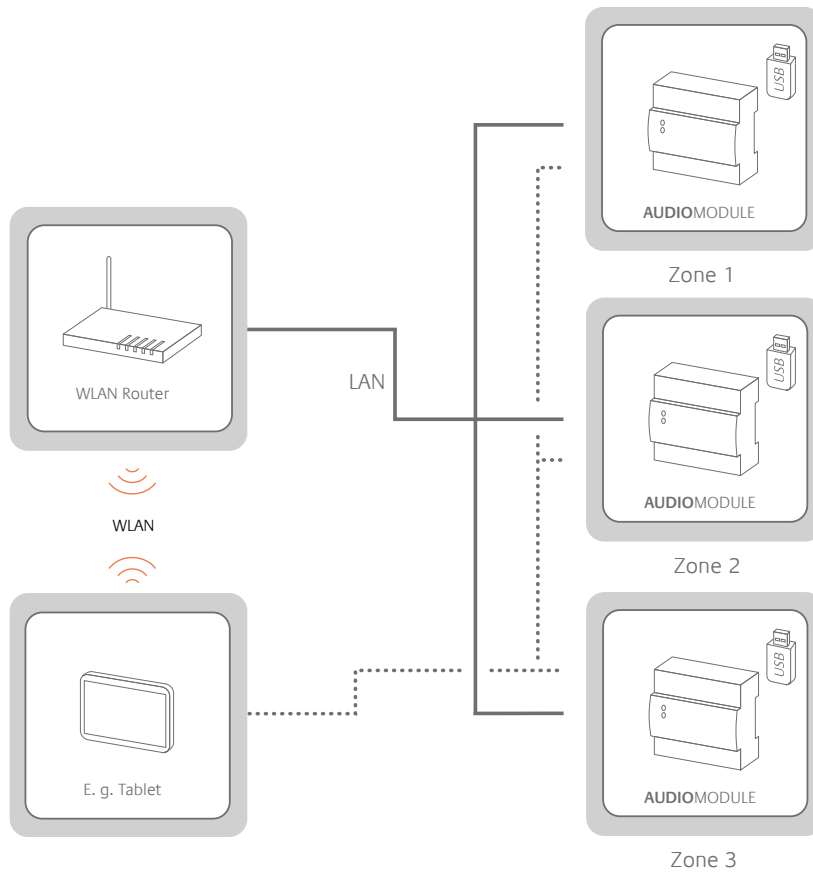 USB
AUDIOMODULE
Zone 1
WLAN Router
LAN
USB
AUDIOMODULE
Zone 2
WLAN
E. g. Tablet
USB
AUDIOMODULE
Zone 3